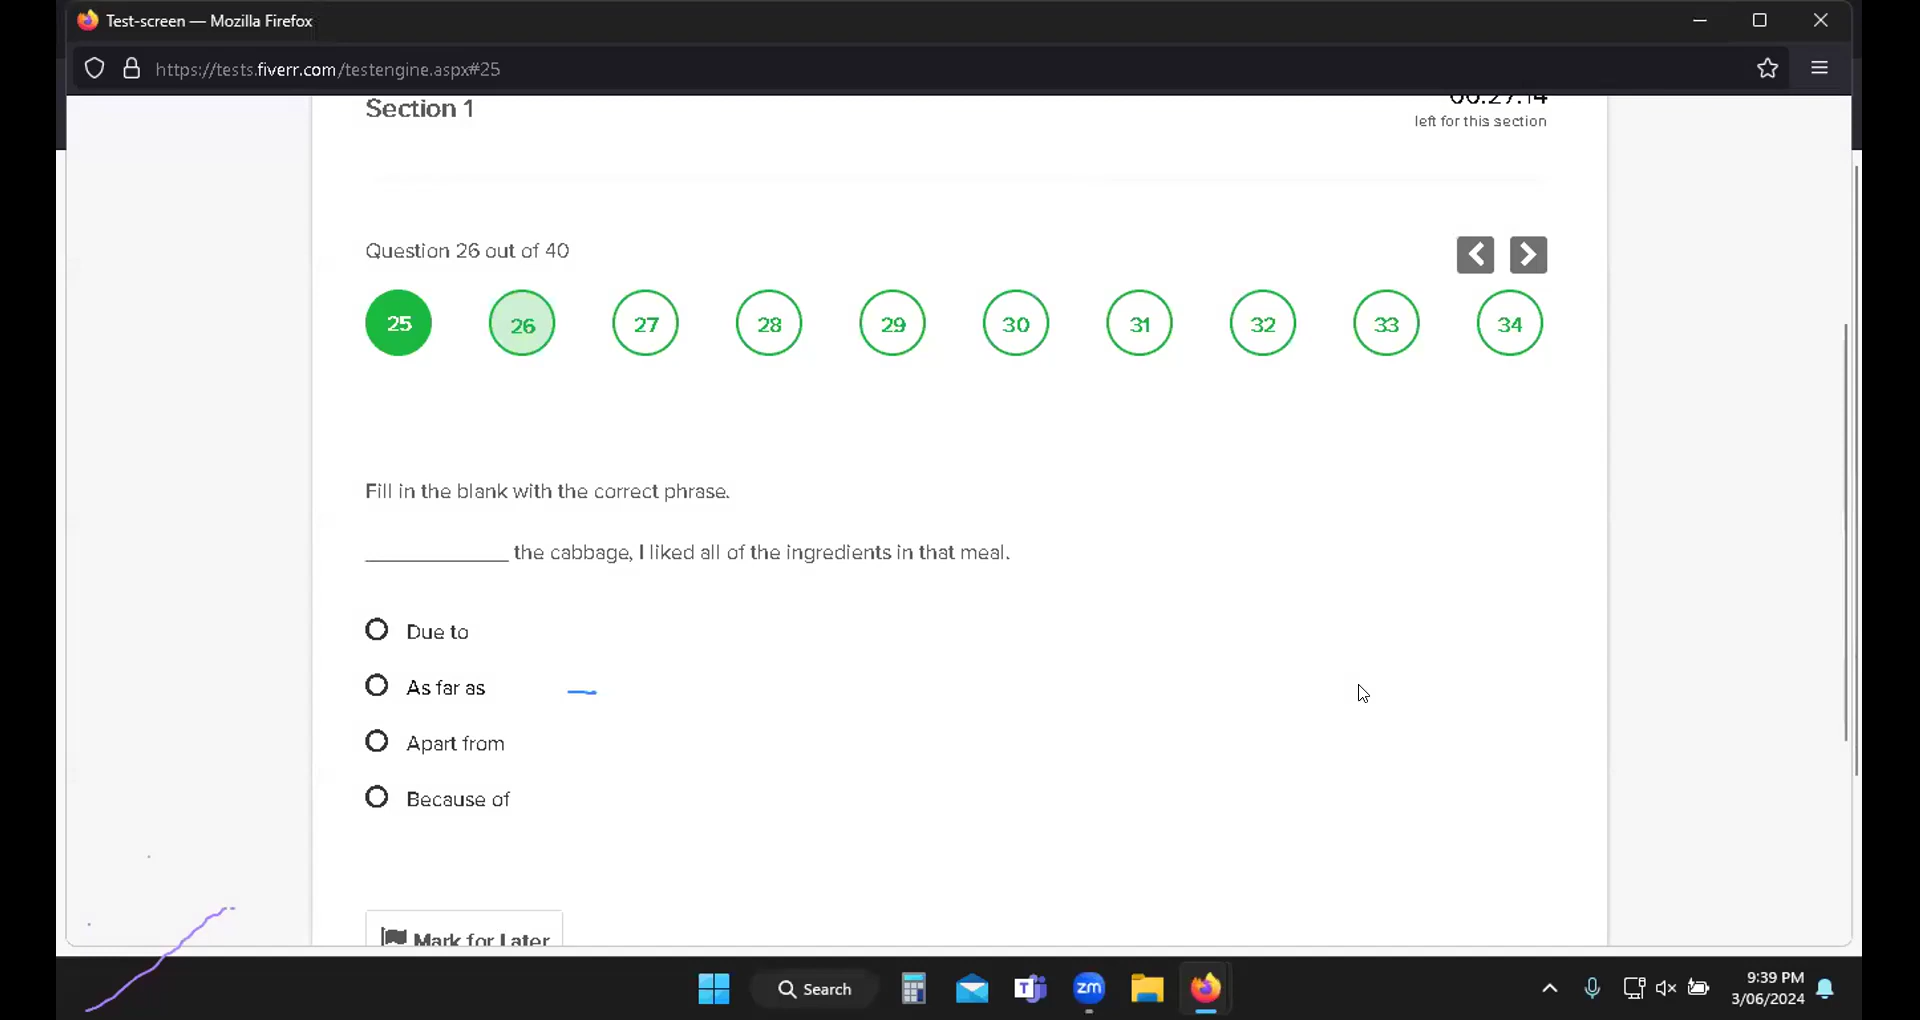 Test-screen — Mozilla Firefox
https://tests.fiverr.com/testengine.aspx#25
Section 1
left for this section
Question 26 out of 40
25 26 27 28 29 30 31 32 33 34
Fill in the blank with the correct phrase.
_____________ the cabbage, I liked all of the ingredients in that meal.
Due to
As far as
Apart from
Because of
Mark for Later
Search
zm
9:39 PM
3/06/2024